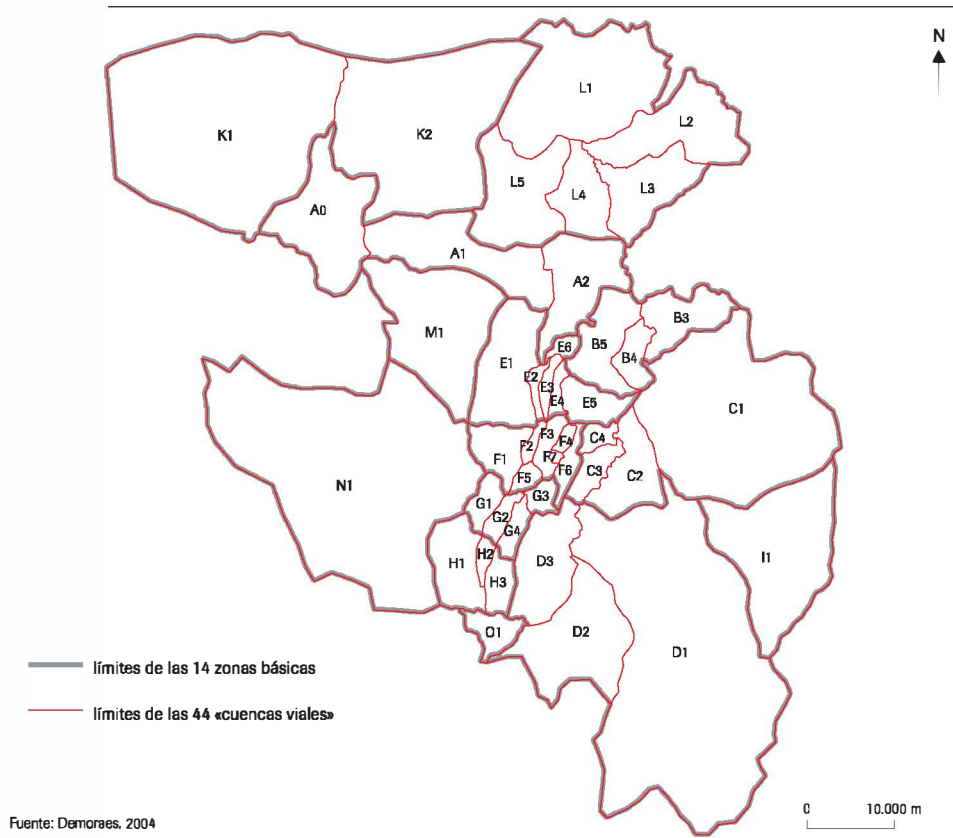 N
L1
L2
K1
K2
L5
L4
L3
A0
A1
A2
B3
M1
B5
E6
B4
E1
E2
E3
E4
E5
C1
F3
F2
F4
C4
F1
F7
F5
F6
C3
C2
N1
G1
G3
G2
G4
H1
H2
D3
I1
H3
O1
D2
D1
límites de las 14 zonas básicas
límites de las 44 «cuencas viales»
0 10.000 m
Fuente: Demoraes, 2004